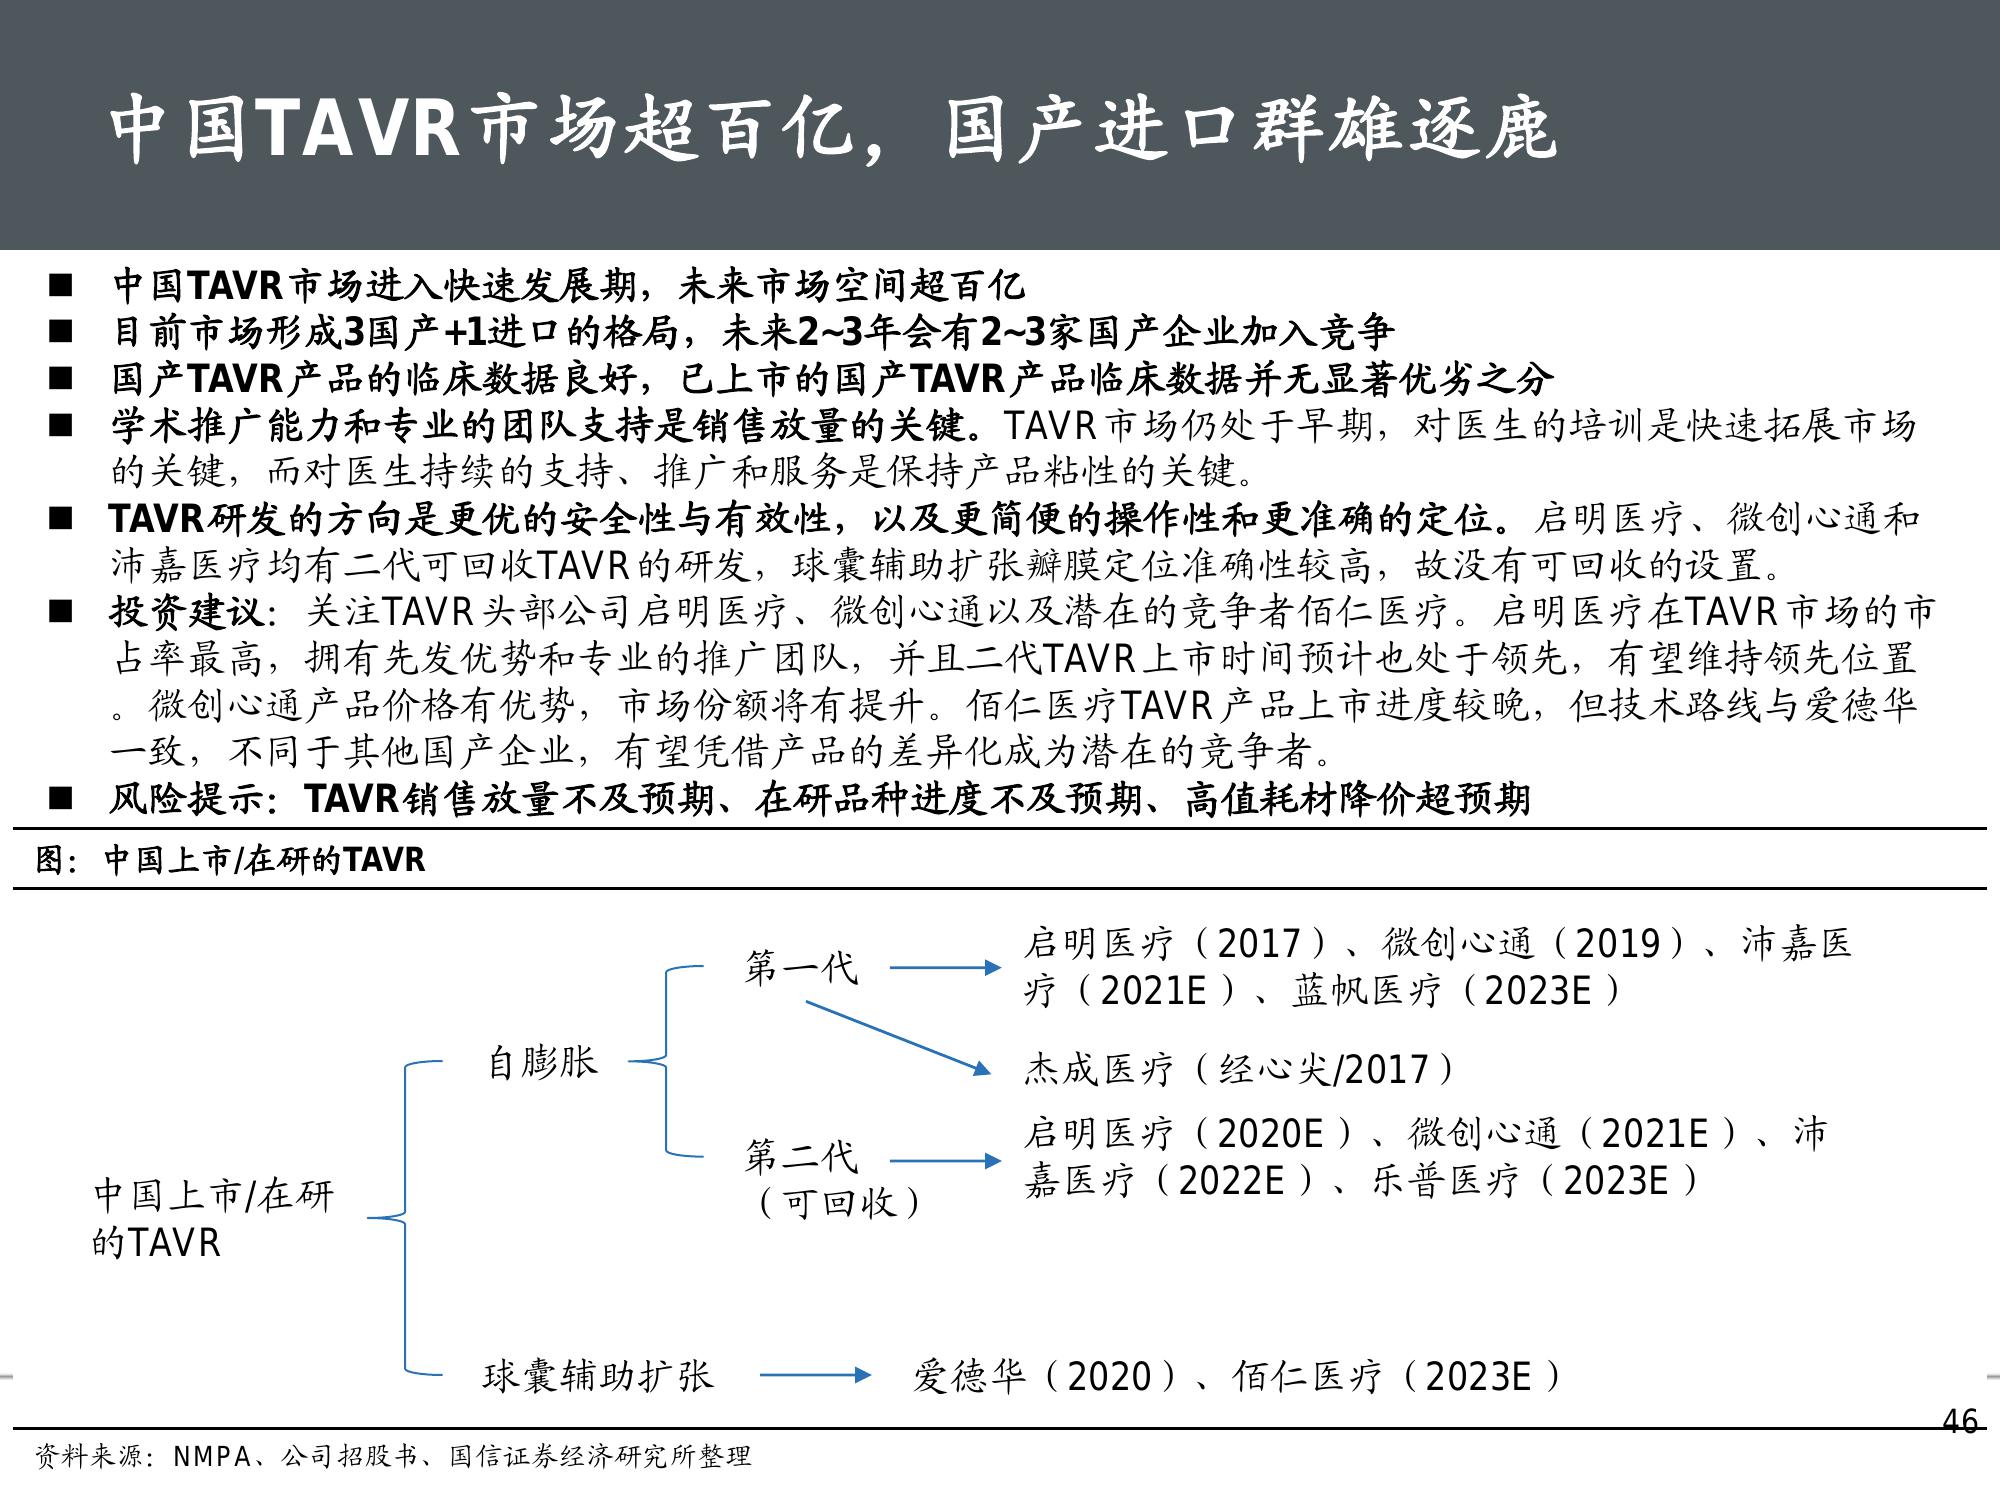 中国TAVR市场超百亿，国产进口群雄逐鹿
■ 中国TAVR市场进入快速发展期，未来市场空间超百亿
■ 目前市场形成3国产+1进口的格局，未来2~3年会有2~3家国产企业加入竞争
■ 国产TAVR产品的临床数据良好，已上市的国产TAVR产品临床数据并无显著优劣之分
■ 学术推广能力和专业的团队支持是销售放量的关键。TAVR市场仍处于早期，对医生的培训是快速拓展市场
的关键，而对医生持续的支持、推广和服务是保持产品粘性的关键。
■ TAVR研发的方向是更优的安全性与有效性，以及更简便的操作性和更准确的定位。启明医疗、微创心通和
沛嘉医疗均有二代可回收TAVR的研发，球囊辅助扩张瓣膜定位准确性较高，故没有可回收的设置。
■ 投资建议：关注TAVR头部公司启明医疗、微创心通以及潜在的竞争者佰仁医疗。启明医疗在TAVR市场的市
占率最高，拥有先发优势和专业的推广团队，并且二代TAVR上市时间预计也处于领先，有望维持领先位置
。微创心通产品价格有优势，市场份额将有提升。佰仁医疗TAVR产品上市进度较晚，但技术路线与爱德华
一致，不同于其他国产企业，有望凭借产品的差异化成为潜在的竞争者。
■ 风险提示：TAVR销售放量不及预期、在研品种进度不及预期、高值耗材降价超预期
图：中国上市/在研的TAVR
启明医疗（2017）、微创心通（2019）、沛嘉医
疗（2021E）、蓝帆医疗（2023E）
第一代
自膨胀
杰成医疗（经心尖/2017）
启明医疗（2020E）、微创心通（2021E）、沛
嘉医疗（2022E）、乐普医疗（2023E）
第二代
（可回收）
中国上市/在研
的TAVR
球囊辅助扩张
爱德华（2020）、佰仁医疗（2023E）
46
资料来源：NMPA、公司招股书、国信证券经济研究所整理